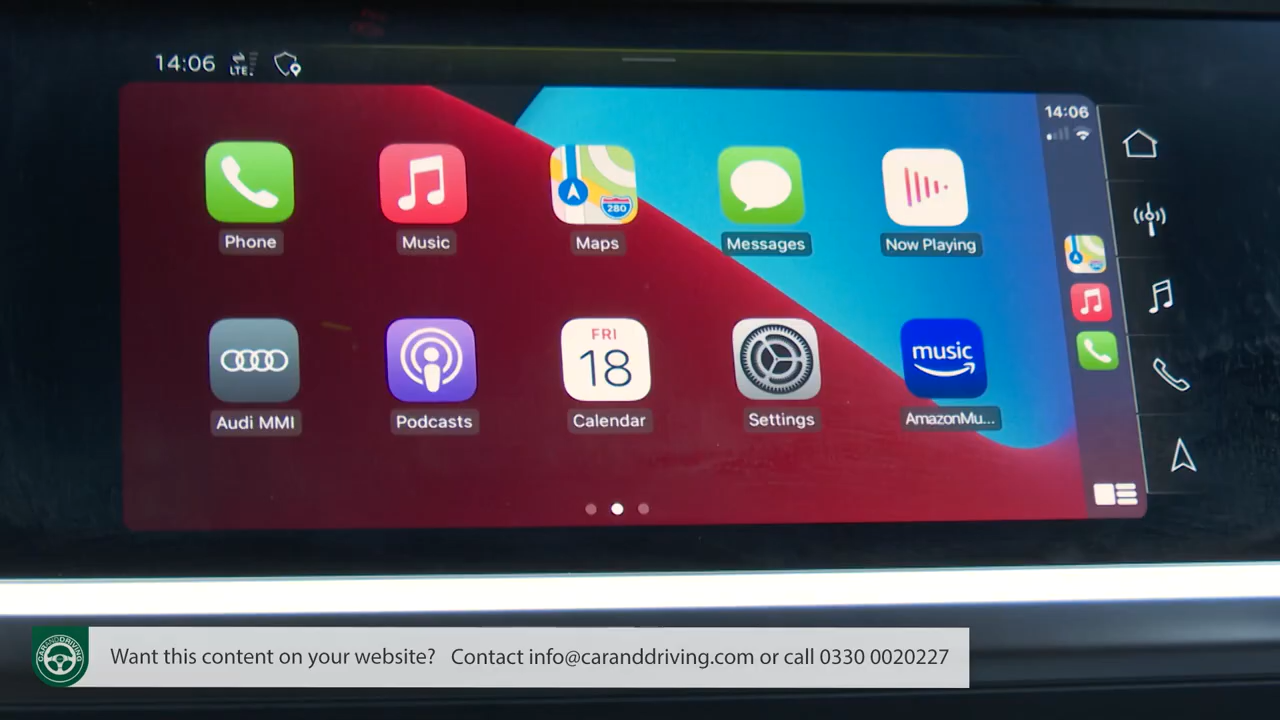 14:06 LTE
14:06
280
Phone Music Maps Messages Now Playing
FRI
18
music
Audi MMI Podcasts Calendar Settings AmazonMu...
CARANDDRIVING
Want this content on your website? Contact info@caranddriving.com or call 0330 0020227